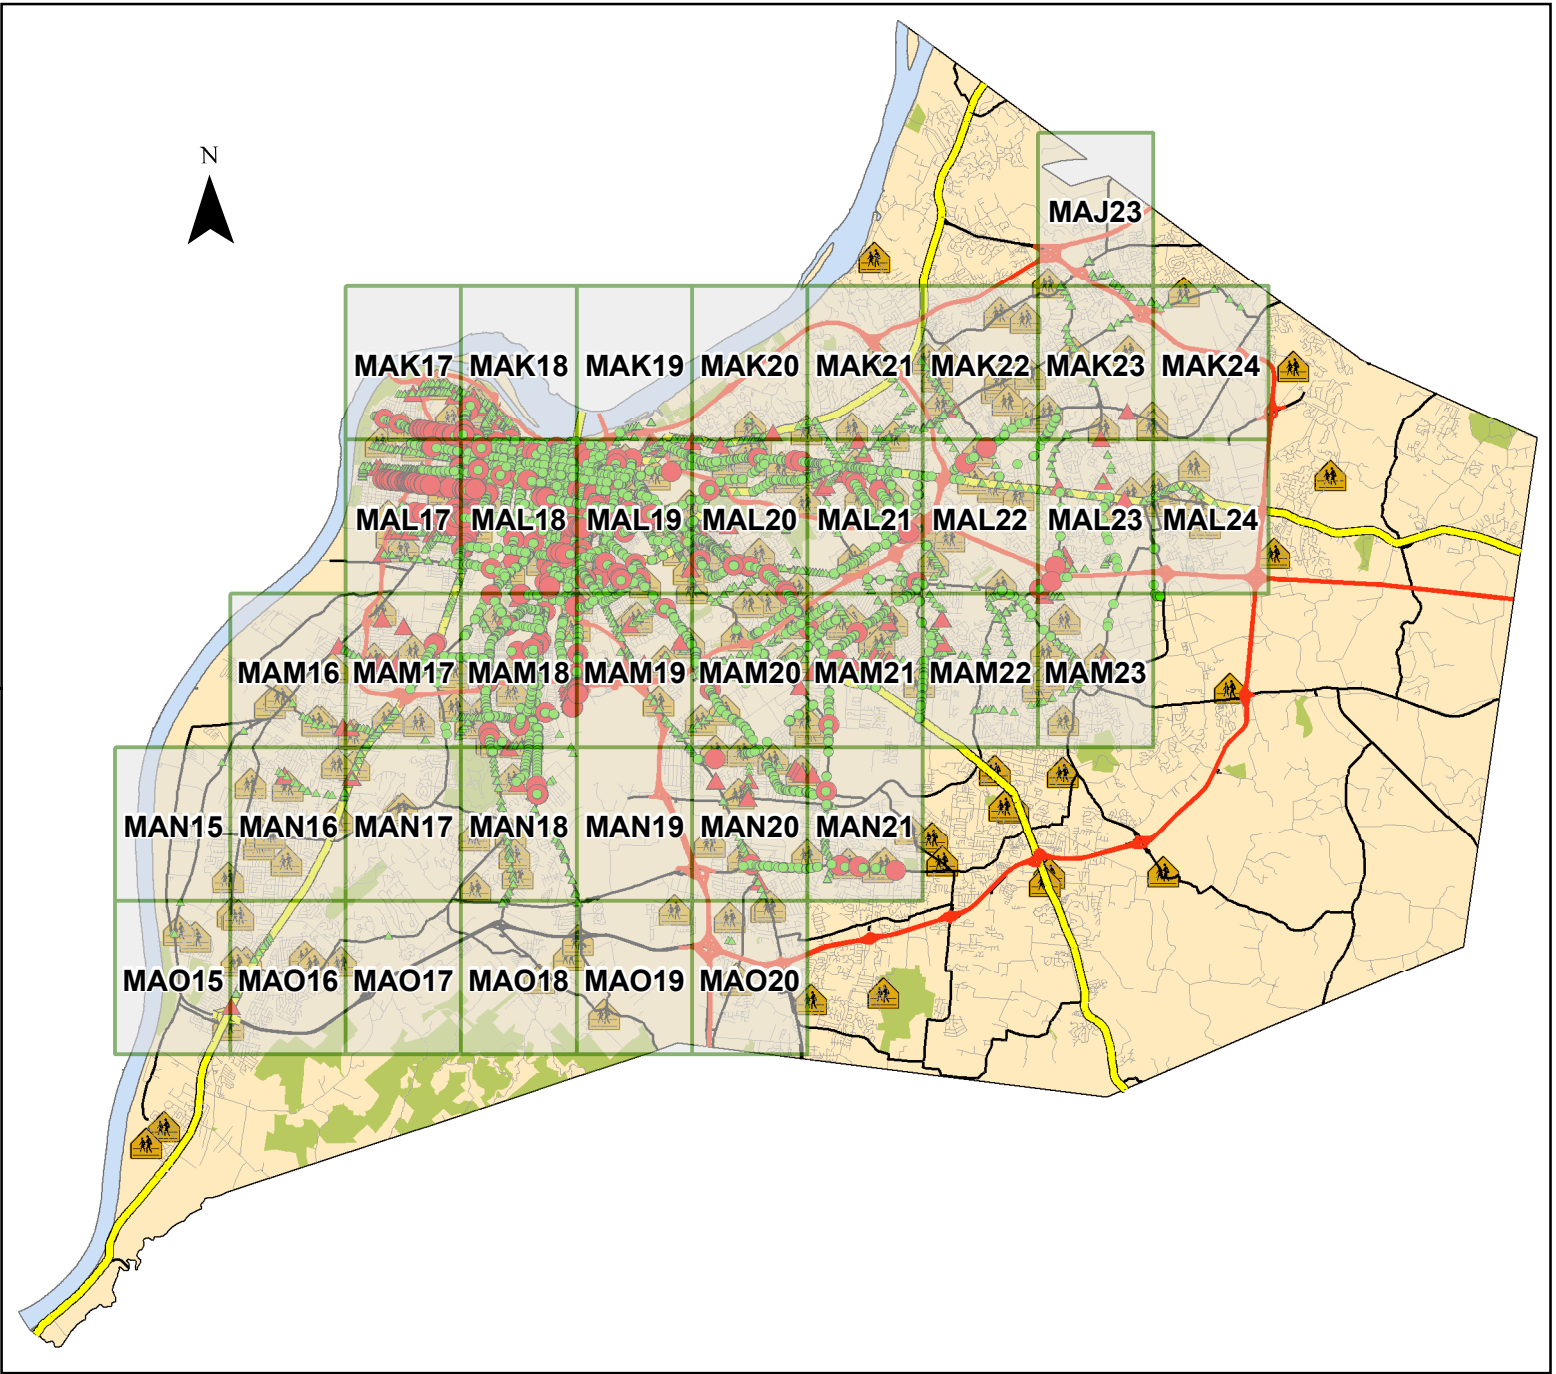 N
MAJ23
MAK17 MAK18 MAK19 MAK20 MAK21 MAK22 MAK23 MAK24
MAL17 MAL18 MAL19 MAL20 MAL21 MAL22 MAL23 MAL24
MAM16 MAM17 MAM18 MAM19 MAM20 MAM21 MAM22 MAM23
MAN15 MAN16 MAN17 MAN18 MAN19 MAN20 MAN21
MAO15 MAO16 MAO17 MAO18 MAO19 MAO20